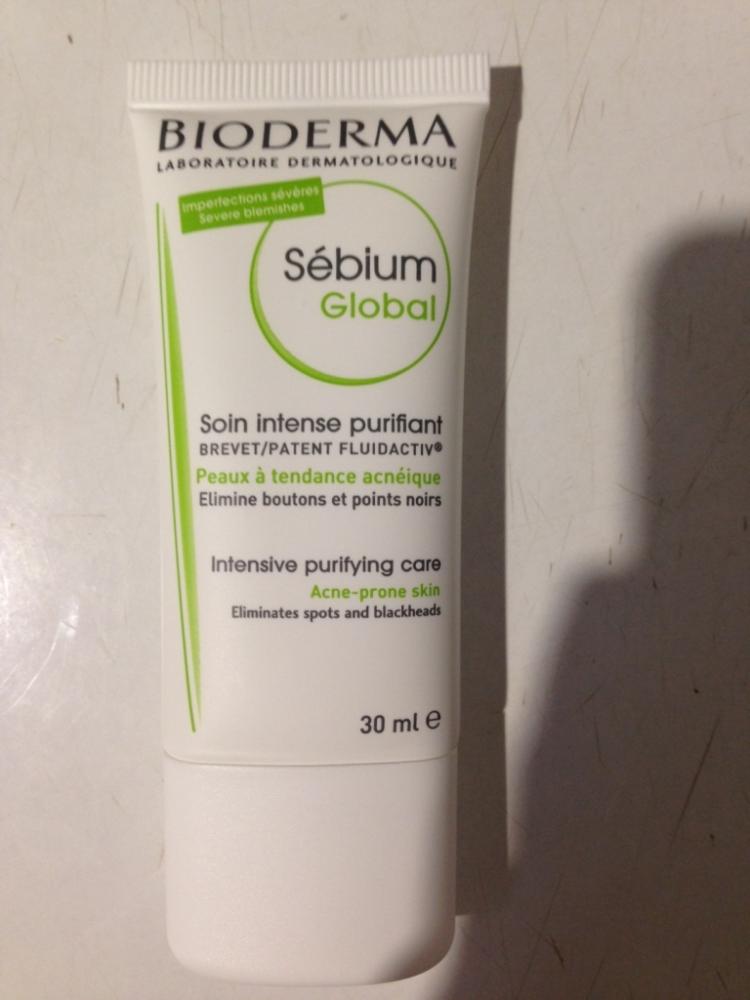 BIODERMA
LABORATOIRE DERMATOLOGIQUE
Imperfections sévères
Severe blemishes
Sébium
Global
Soin intense purifiant
BREVET/PATENT FLUIDACTIV®
Peaux à tendance acnéique
Elimine boutons et points noirs
Intensive purifying care
Acne-prone skin
Eliminates spots and blackheads
30 ml e